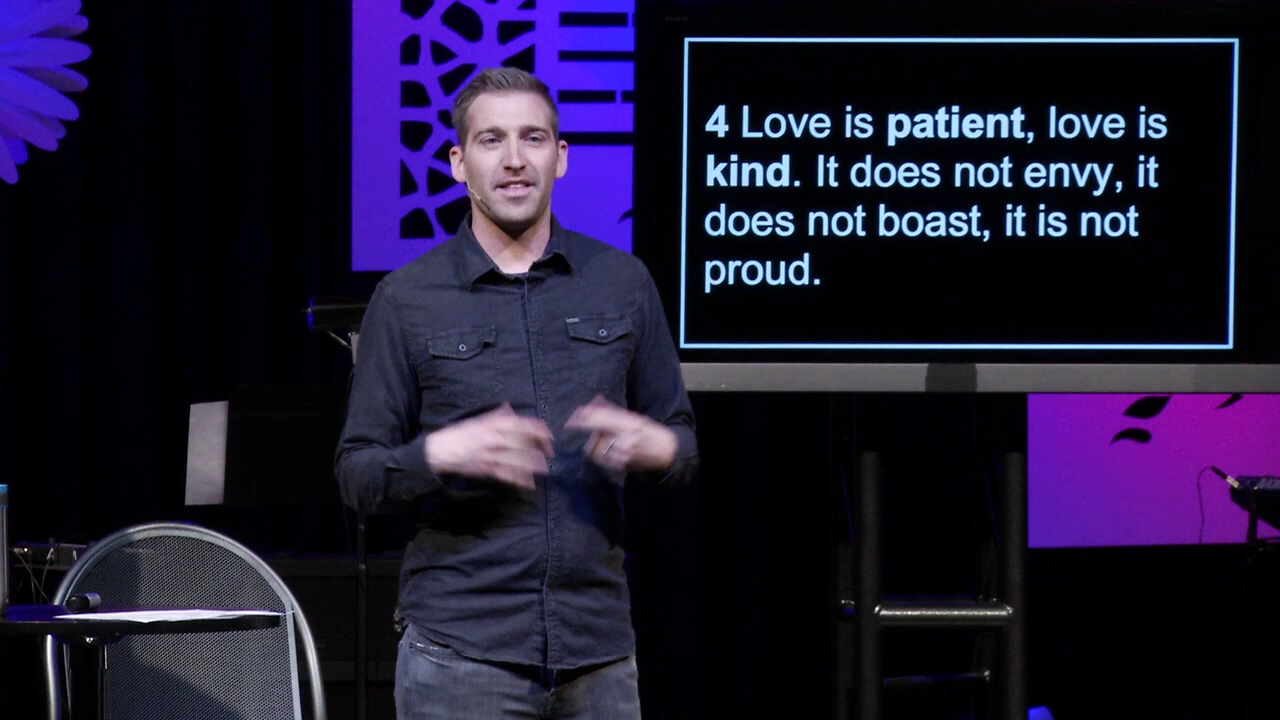 4 Love is patient, love is
kind. It does not envy, it
does not boast, it is not
proud.